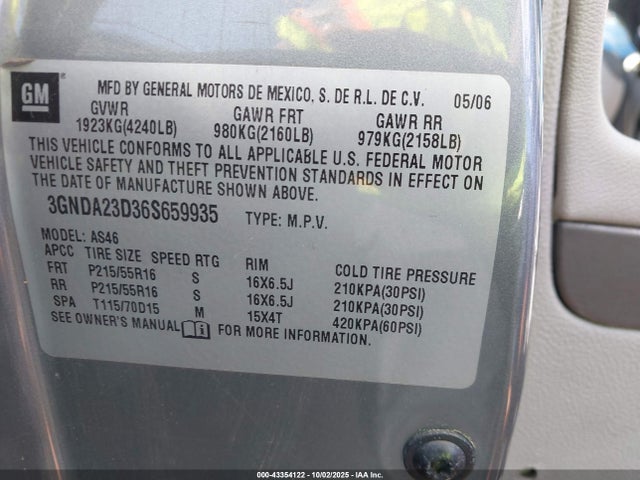 GM
MFD BY GENERAL MOTORS DE MEXICO, S. DE R.L. DE C.V. 05/06
GVWR GAWR FRT GAWR RR
1923KG(4240LB) 980KG(2160LB) 979KG(2158LB)
THIS VEHICLE CONFORMS TO ALL APPLICABLE U.S. FEDERAL MOTOR
VEHICLE SAFETY AND THEFT PREVENTION STANDARDS IN EFFECT ON
THE DATE OF MANUFACTURE SHOWN ABOVE.
3GNDA23D36S659935 TYPE: M.P.V.
MODEL: AS46
APCC TIRE SIZE SPEED RTG RIM COLD TIRE PRESSURE
FRT P215/55R16 S 16X6.5J 210KPA(30PSI)
RR P215/55R16 S 16X6.5J 210KPA(30PSI)
SPA T115/70D15 M 15X4T 420KPA(60PSI)
SEE OWNER'S MANUAL FOR MORE INFORMATION.
000-43354122 - 10/02/2025 - IAA Inc.